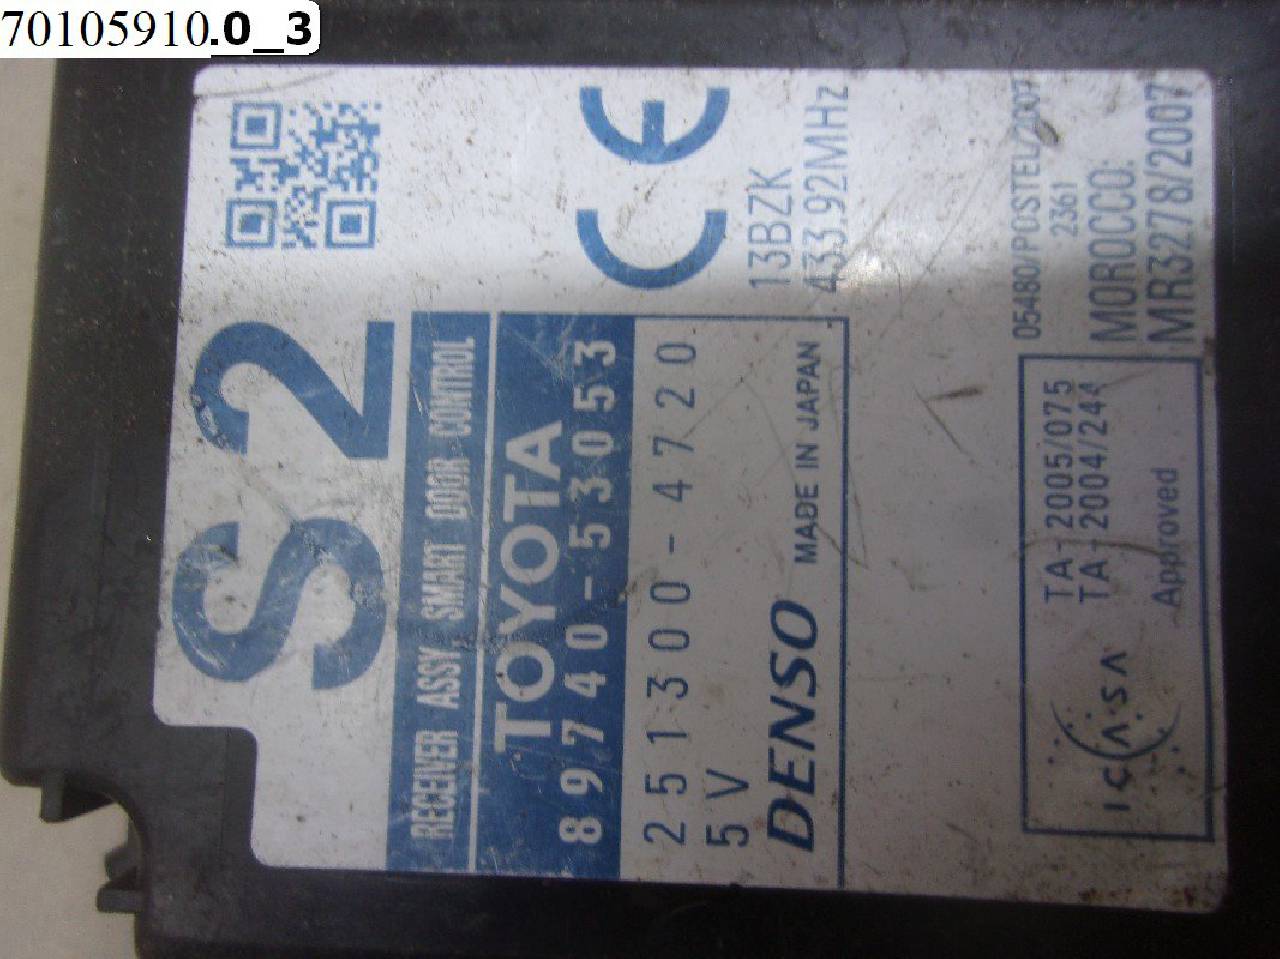 70105910.0_3
S2
RECEIVER ASSY, SMART DOOR CONTROL
TOYOTA
89740-53053
251300-4720
5V
DENSO MADE IN JAPAN
CE
13BZK
433.92MHz
05480/POSTEL/2007
2361
MOROCCO:
MR3278/2007
ICASA
TA-2005/075
TA-2004/244
Approved